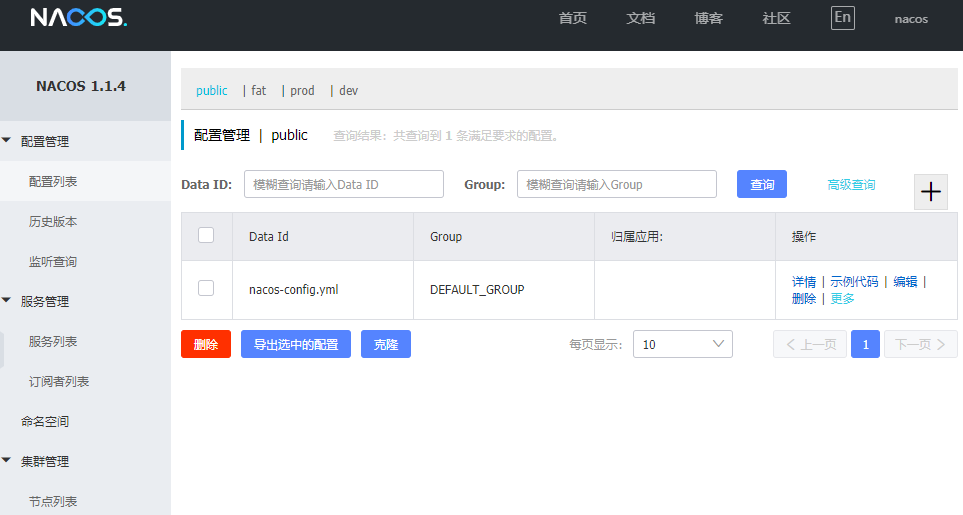 NACOS.
首页 文档 博客 社区 En nacos
NACOS 1.1.4
配置管理
配置列表
历史版本
监听查询
服务管理
服务列表
订阅者列表
命名空间
集群管理
节点列表
public | fat | prod | dev
配置管理 | public 查询结果：共查询到 1 条满足要求的配置。
Data ID: 模糊查询请输入Data ID Group: 模糊查询请输入Group 查询 高级查询 +
Data Id Group 归属应用: 操作
nacos-config.yml DEFAULT_GROUP 详情 | 示例代码 | 编辑 |
删除 | 更多
删除 导出选中的配置 克隆 每页显示: 10 上一页 1 下一页